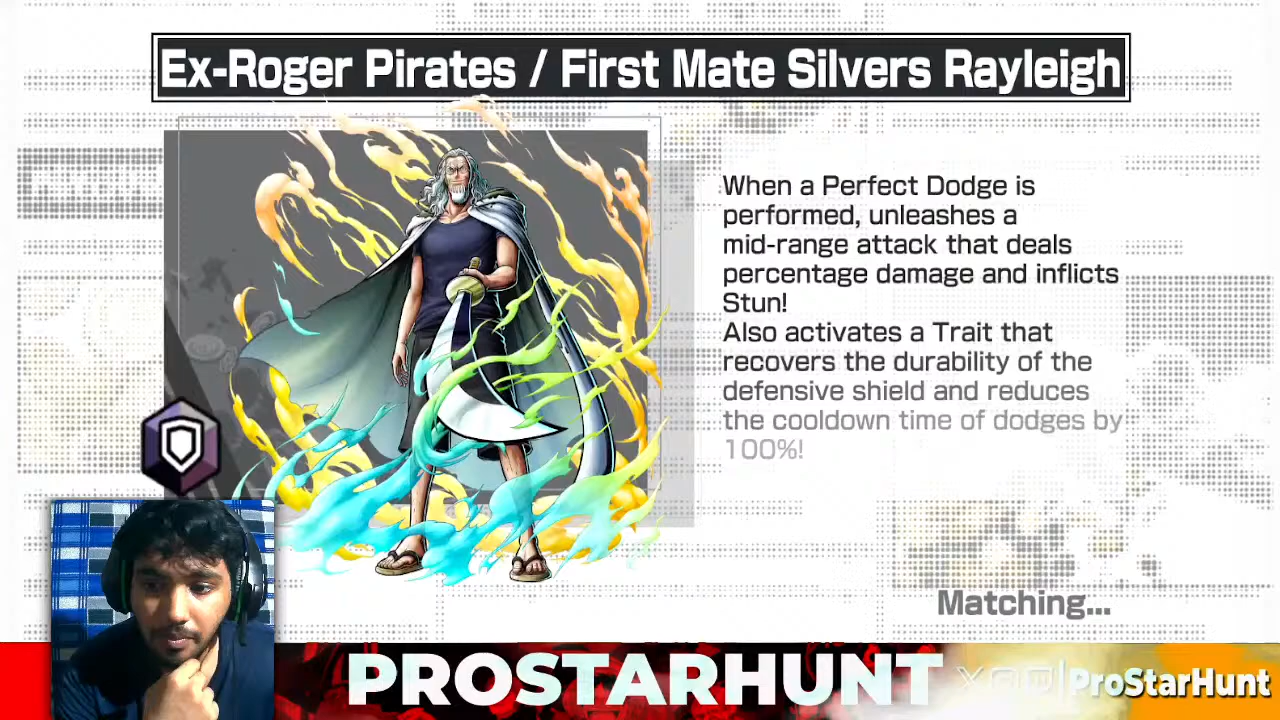 Ex-Roger Pirates / First Mate Silvers Rayleigh
When a Perfect Dodge is
performed, unleashes a
mid-range attack that deals
percentage damage and inflicts
Stun!
Also activates a Trait that
recovers the durability of the
defensive shield and reduces
the cooldown time of dodges by
100%!
Matching...
PROSTARHUNT
ProStarHunt